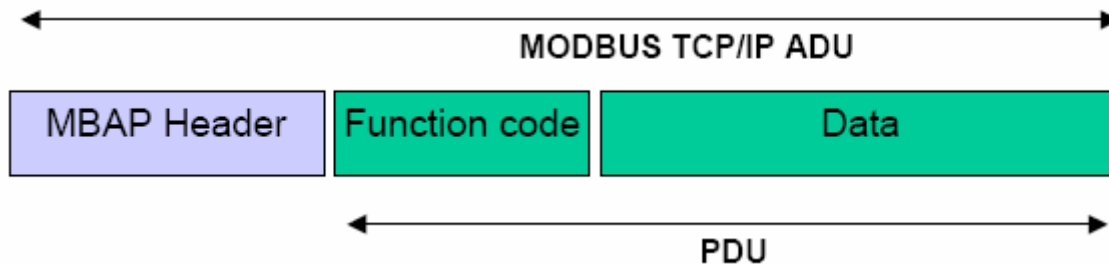 MODBUS TCP/IP ADU
MBAP Header Function code Data
PDU